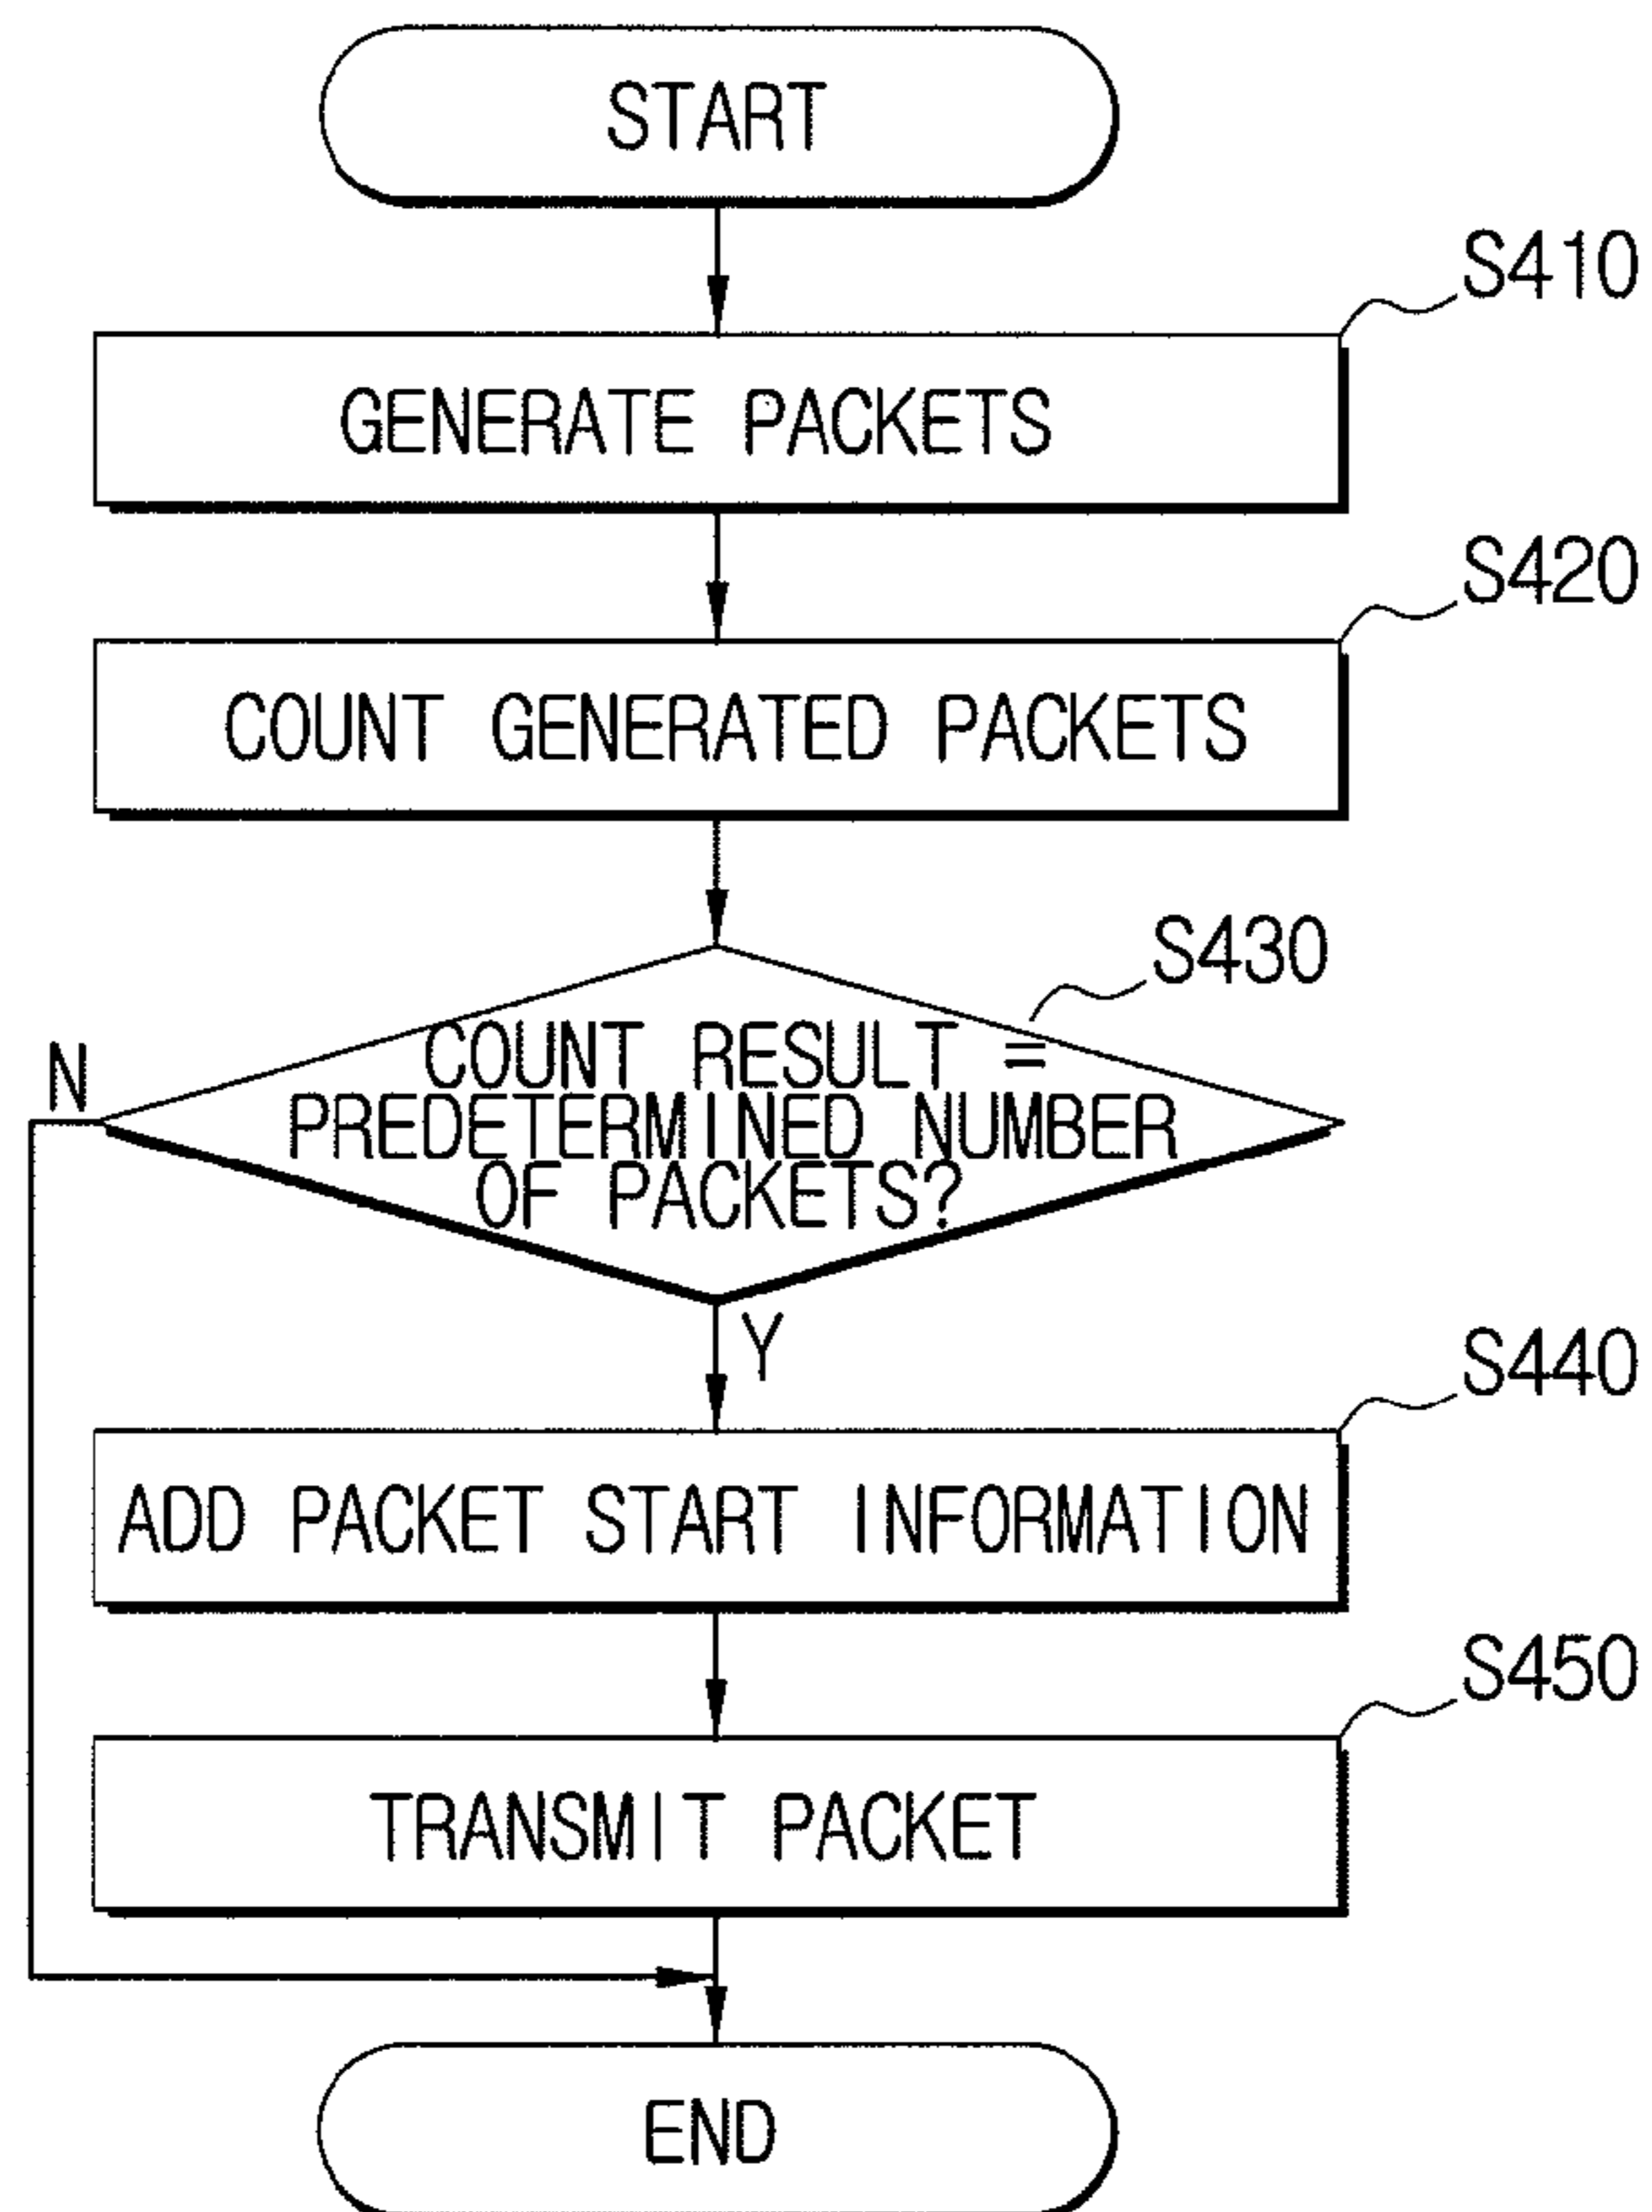 START
S410
GENERATE PACKETS
S420
COUNT GENERATED PACKETS
S430
N
COUNT RESULT =
PREDETERMINED NUMBER
OF PACKETS?
Y
S440
ADD PACKET START INFORMATION
S450
TRANSMIT PACKET
END